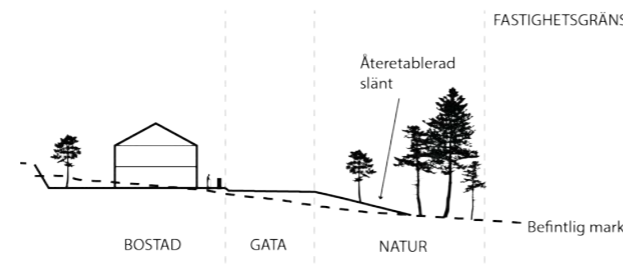 FASTIGHETSGRÄNS
Återetablerad
slänt
Befintlig mark
BOSTAD
GATA
NATUR